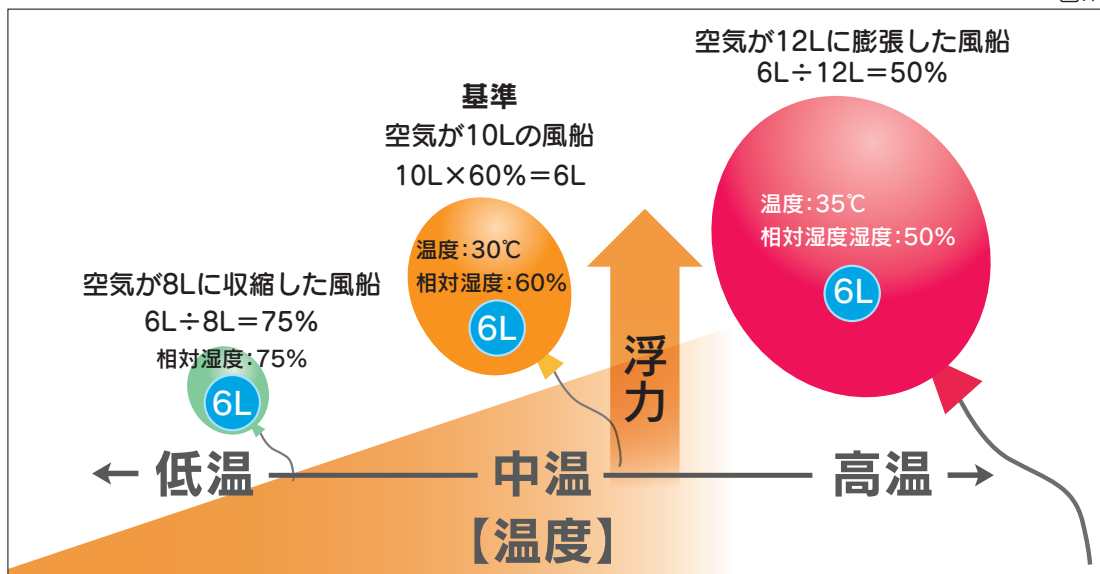 空気が12Lに膨張した風船
6L÷12L=50%
基準
空気が10Lの風船
10L×60%=6L
温度:35℃
相対湿度湿度:50%
6L
温度:30℃
相対湿度:60%
6L
空気が8Lに収縮した風船
6L÷8L=75%
相対湿度:75%
6L
浮力
← 低温
中温
高温 →
【温度】